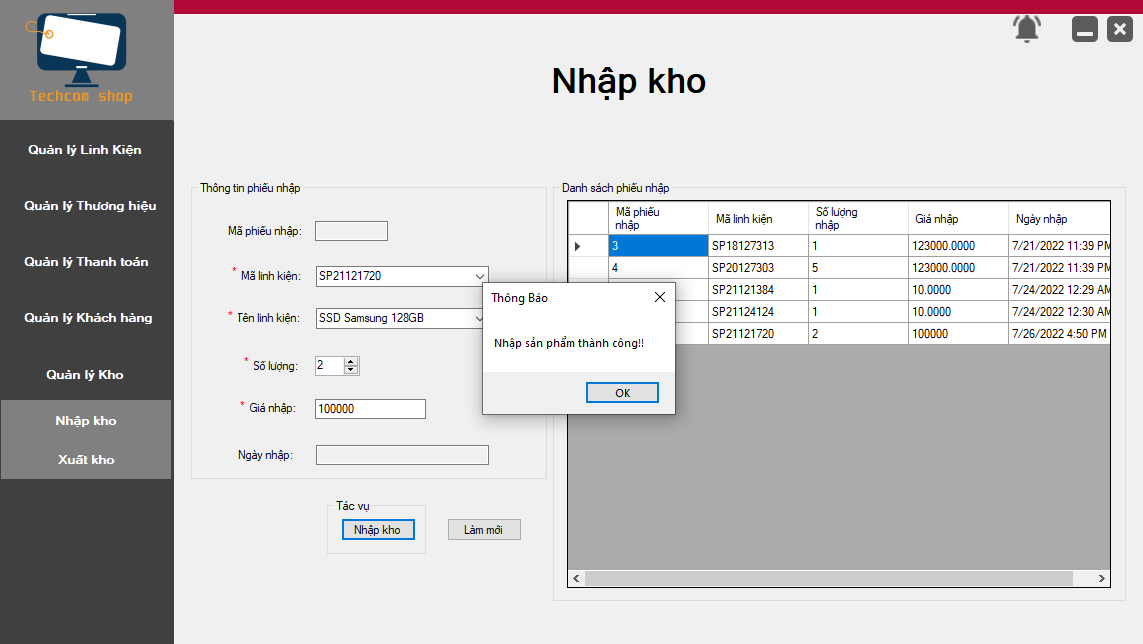 Techcom shop
Nhập kho
Quản lý Linh Kiện
Quản lý Thương hiệu
Quản lý Thanh toán
Quản lý Khách hàng
Quản lý Kho
Nhập kho
Xuất kho
Thông tin phiếu nhập
Mã phiếu nhập:
* Mã linh kiện: SP21121720
* Tên linh kiện: SSD Samsung 128GB
* Số lượng: 2
* Giá nhập: 100000
Ngày nhập:
Tác vụ
Nhập kho Làm mới
Danh sách phiếu nhập
Mã phiếu nhập Mã linh kiện Số lượng nhập Giá nhập Ngày nhập
3 SP18127313 1 123000.0000 7/21/2022 11:39 PM
4 SP20127303 5 123000.0000 7/21/2022 11:39 PM
SP21121384 1 10.0000 7/24/2022 12:29 AM
SP21124124 1 10.0000 7/24/2022 12:30 AM
SP21121720 2 100000 7/26/2022 4:50 PM
Thông Báo
Nhập sản phẩm thành công!!
OK